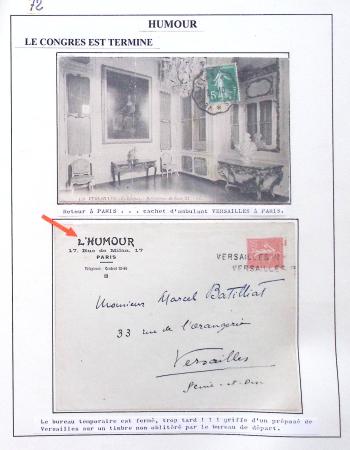 72
HUMOUR
LE CONGRES EST TERMINE
Retour à PARIS . . . cachet d'ambulant VERSAILLES à PARIS.
L'HUMOUR
17, Rue de Milan, 17
PARIS
Téléphone
VERSAILLES
VERSAILLES
Monsieur Marcel Batilliat
33 rue de l'orangerie
Versailles
Seine-et-Oise
Le bureau temporaire est fermé, trop tard ! ! ! griffe d'un préposé de
Versailles sur un timbre non oblitéré par le bureau de départ.